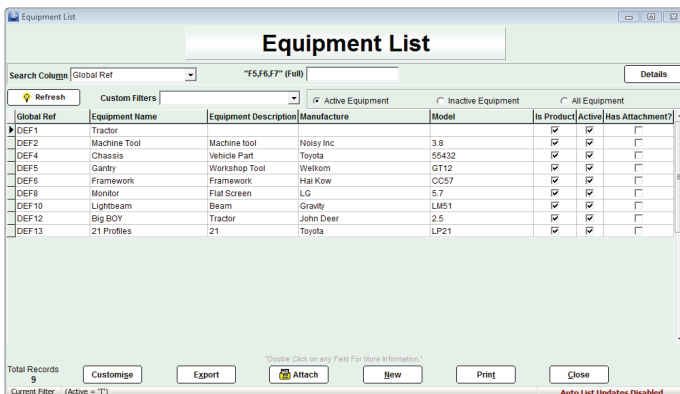 Equipment List
Equipment List
Search Column Global Ref "F5,F6,F7" (Full) Details
Refresh Custom Filters Active Equipment Inactive Equipment All Equipment
Global Ref Equipment Name Equipment Description Manufacture Model Is Product Active Has Attachment?
DEF1 Tractor
DEF2 Machine Tool Machine tool Noisy Inc 3.8
DEF4 Chassis Vehicle Part Toyota 55432
DEF5 Gantry Workshop Tool Welkom GT12
DEF6 Framework Framework Hai Kow CC57
DEF8 Monitor Flat Screen LG 5.7
DEF10 Lightbeam Beam Gravity LM51
DEF12 Big BOY Tractor John Deer 2.5
DEF13 21 Profiles 21 Toyota LP21
"Double Click on any Field For More Information."
Total Records
9 Customise Export Attach New Print Close
Current Filter (Active = 'T') Auto List Updates Disabled